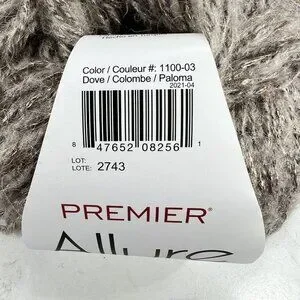 Color / Couleur #: 1100-03
Dove / Colombe / Paloma
2021-04
8 47652 08256 1
LOT:
LOTE: 2743
PREMIER®
Allure